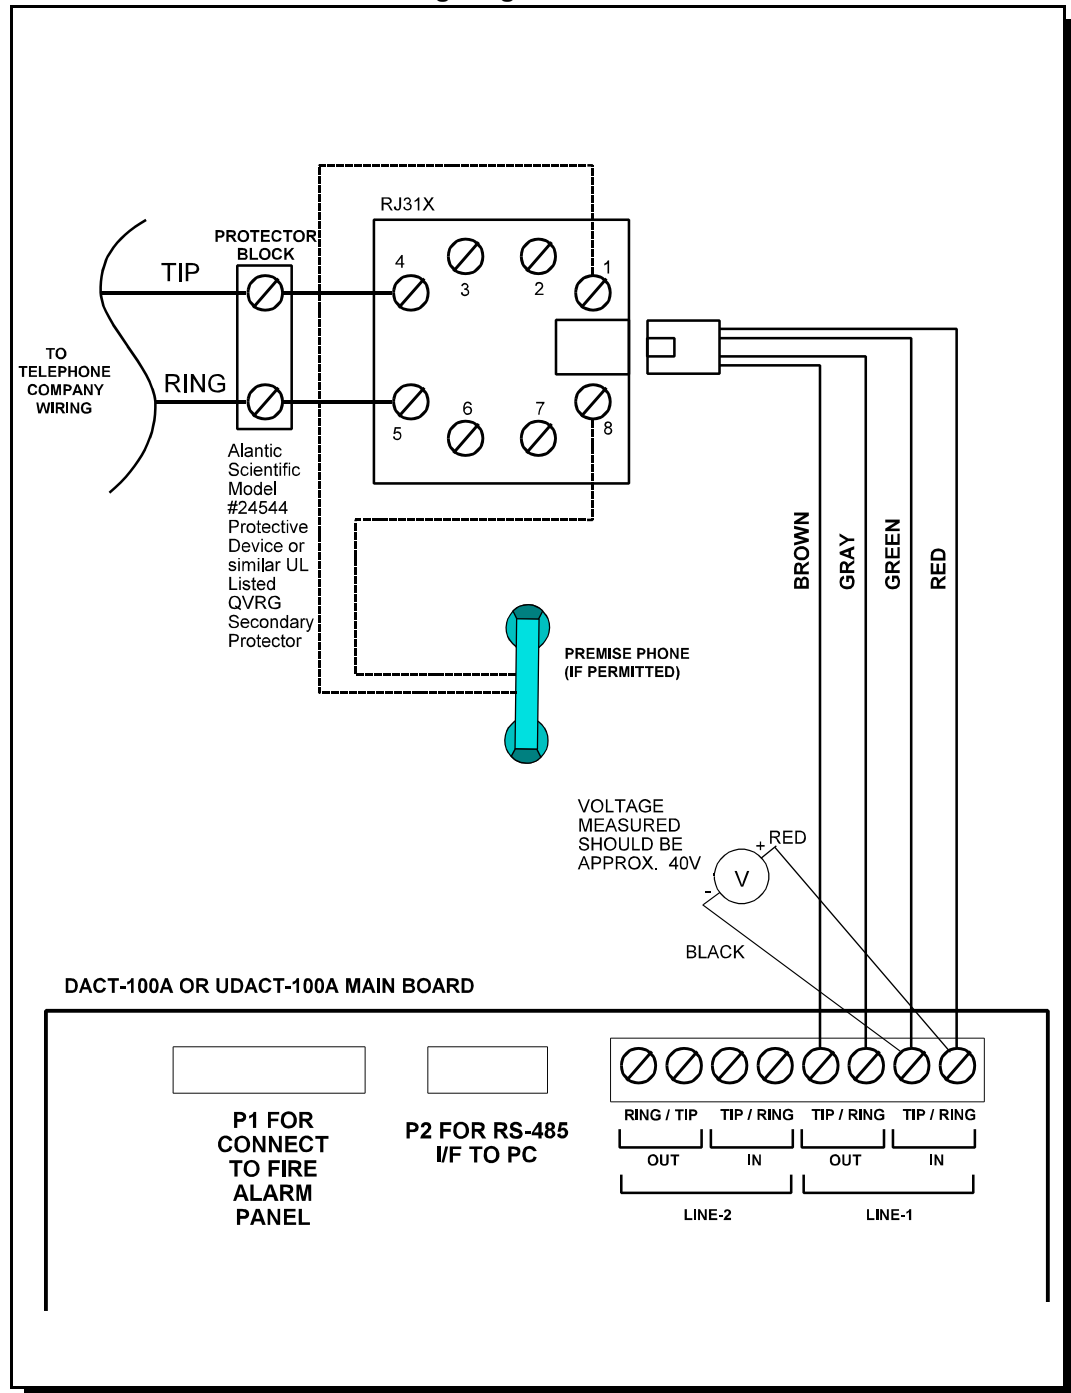 RJ31X
PROTECTOR
BLOCK
TIP
RING
TO
TELEPHONE
COMPANY
WIRING
4
3
2
1
5
6
7
8
Alantic
Scientific
Model
#24544
Protective
Device or
similar UL
Listed
QVRG
Secondary
Protector
BROWN
GRAY
GREEN
RED
PREMISE PHONE
(IF PERMITTED)
VOLTAGE
MEASURED
SHOULD BE
APPROX. 40V
+ RED
V
-
BLACK
DACT-100A OR UDACT-100A MAIN BOARD
P1 FOR
CONNECT
TO FIRE
ALARM
PANEL
P2 FOR RS-485
I/F TO PC
RING / TIP TIP / RING TIP / RING TIP / RING
OUT IN OUT IN
LINE-2 LINE-1